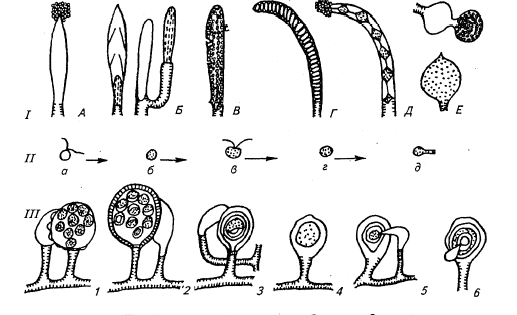 I А Б В Г Д Е
II а б в г д
III 1 2 3 4 5 6